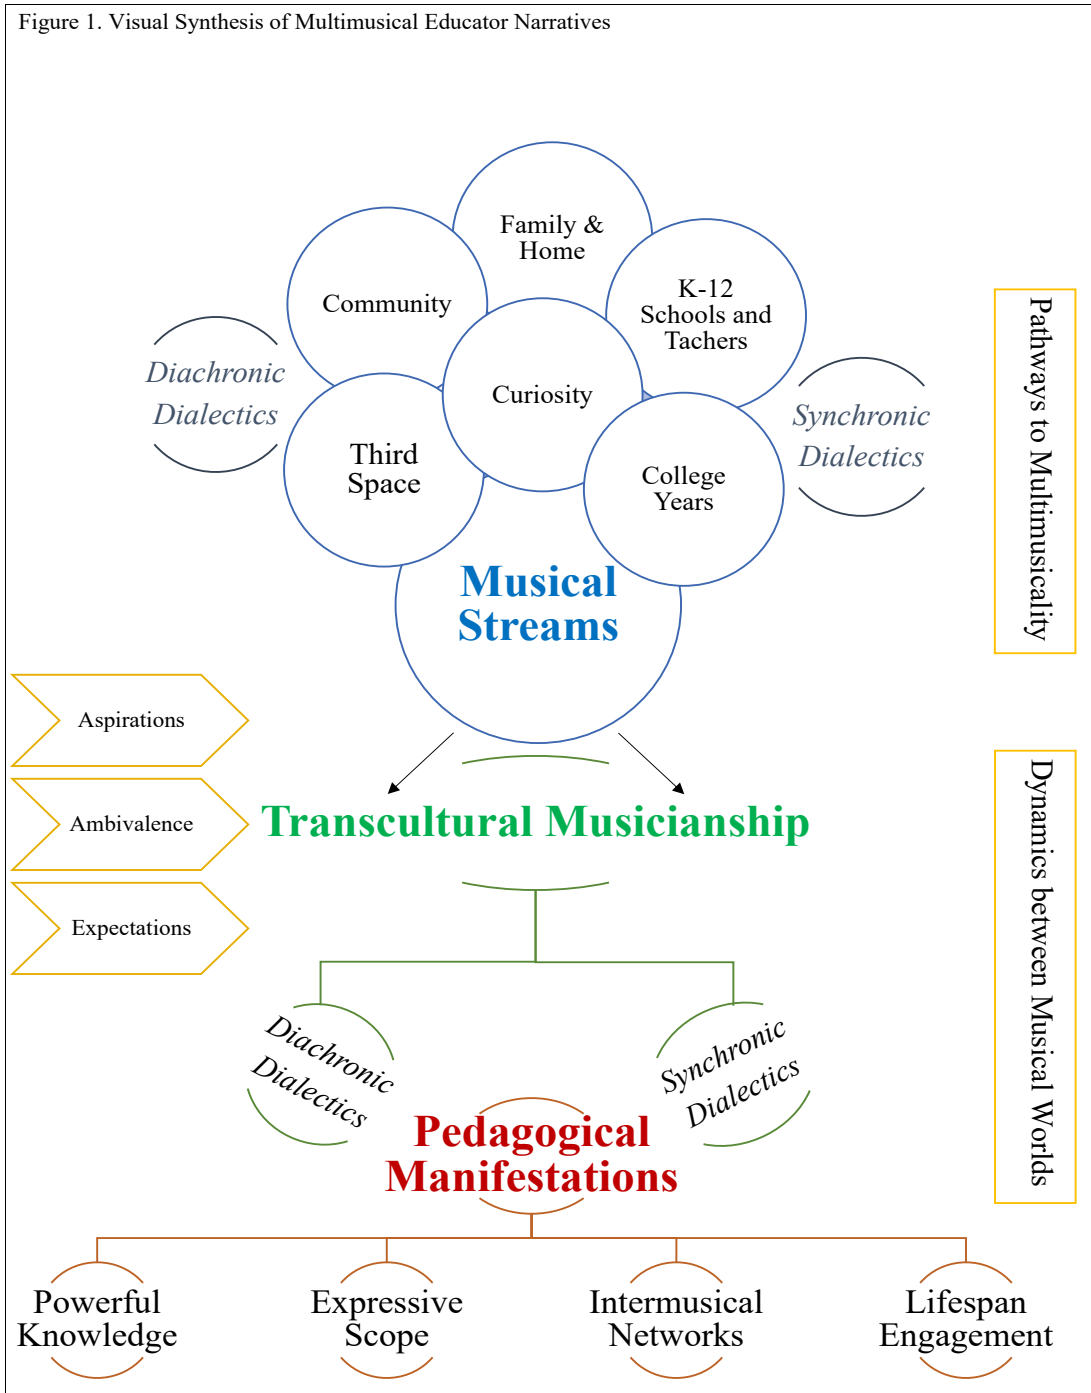 Figure 1. Visual Synthesis of Multimusical Educator Narratives
Family &
Home
Community
K-12
Schools and
Tachers
Curiosity
Diachronic
Dialectics
Synchronic
Dialectics
Third
Space
College
Years
Pathways to Multimusicality
Musical
Streams
Aspirations
Ambivalence
Expectations
Transcultural Musicianship
Dynamics between Musical Worlds
Diachronic
Dialectics
Synchronic
Dialectics
Pedagogical
Manifestations
Powerful
Knowledge
Expressive
Scope
Intermusical
Networks
Lifespan
Engagement